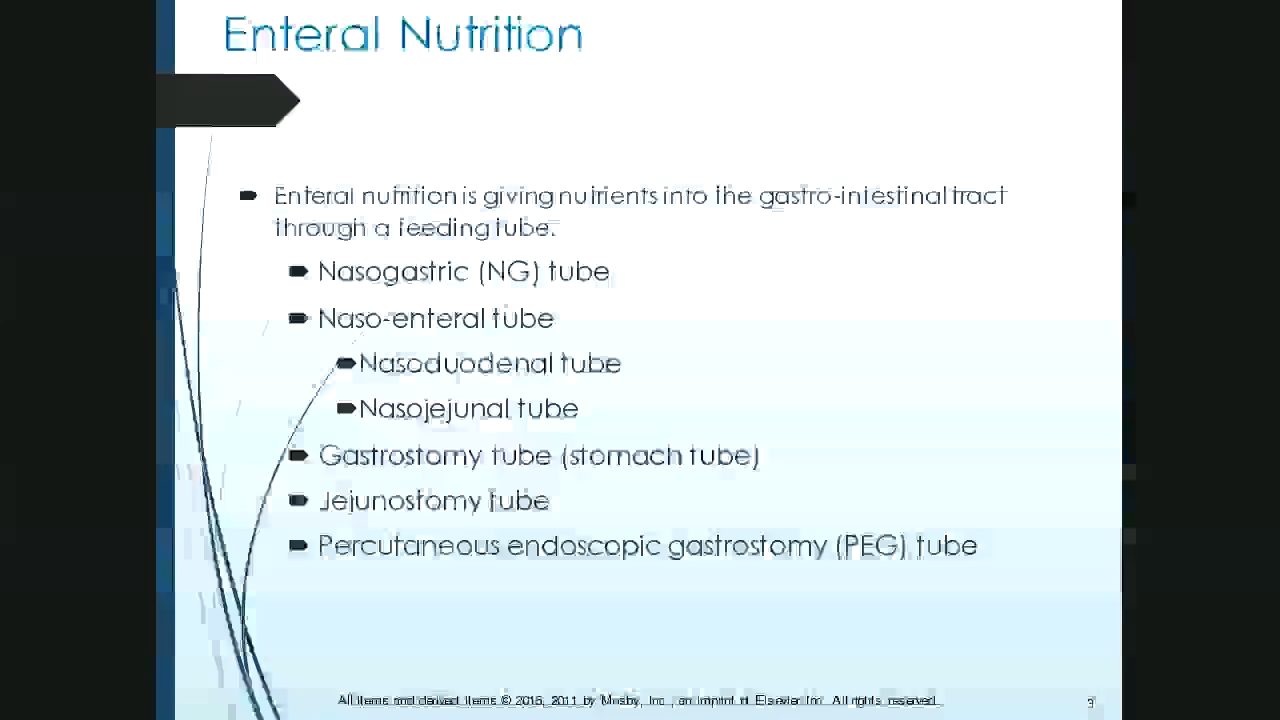 Enteral Nutrition
Enteral nutrition is giving nutrients into the gastro-intestinal tract
through a feeding tube.
Nasogastric (NG) tube
Naso-enteral tube
Nasoduodenal tube
Nasojejunal tube
Gastrostomy tube (stomach tube)
Jejunostomy tube
Percutaneous endoscopic gastrostomy (PEG) tube
All items and derived items © 2015, 2011 by Mosby, Inc., an imprint of Elsevier Inc. All rights reserved.
3